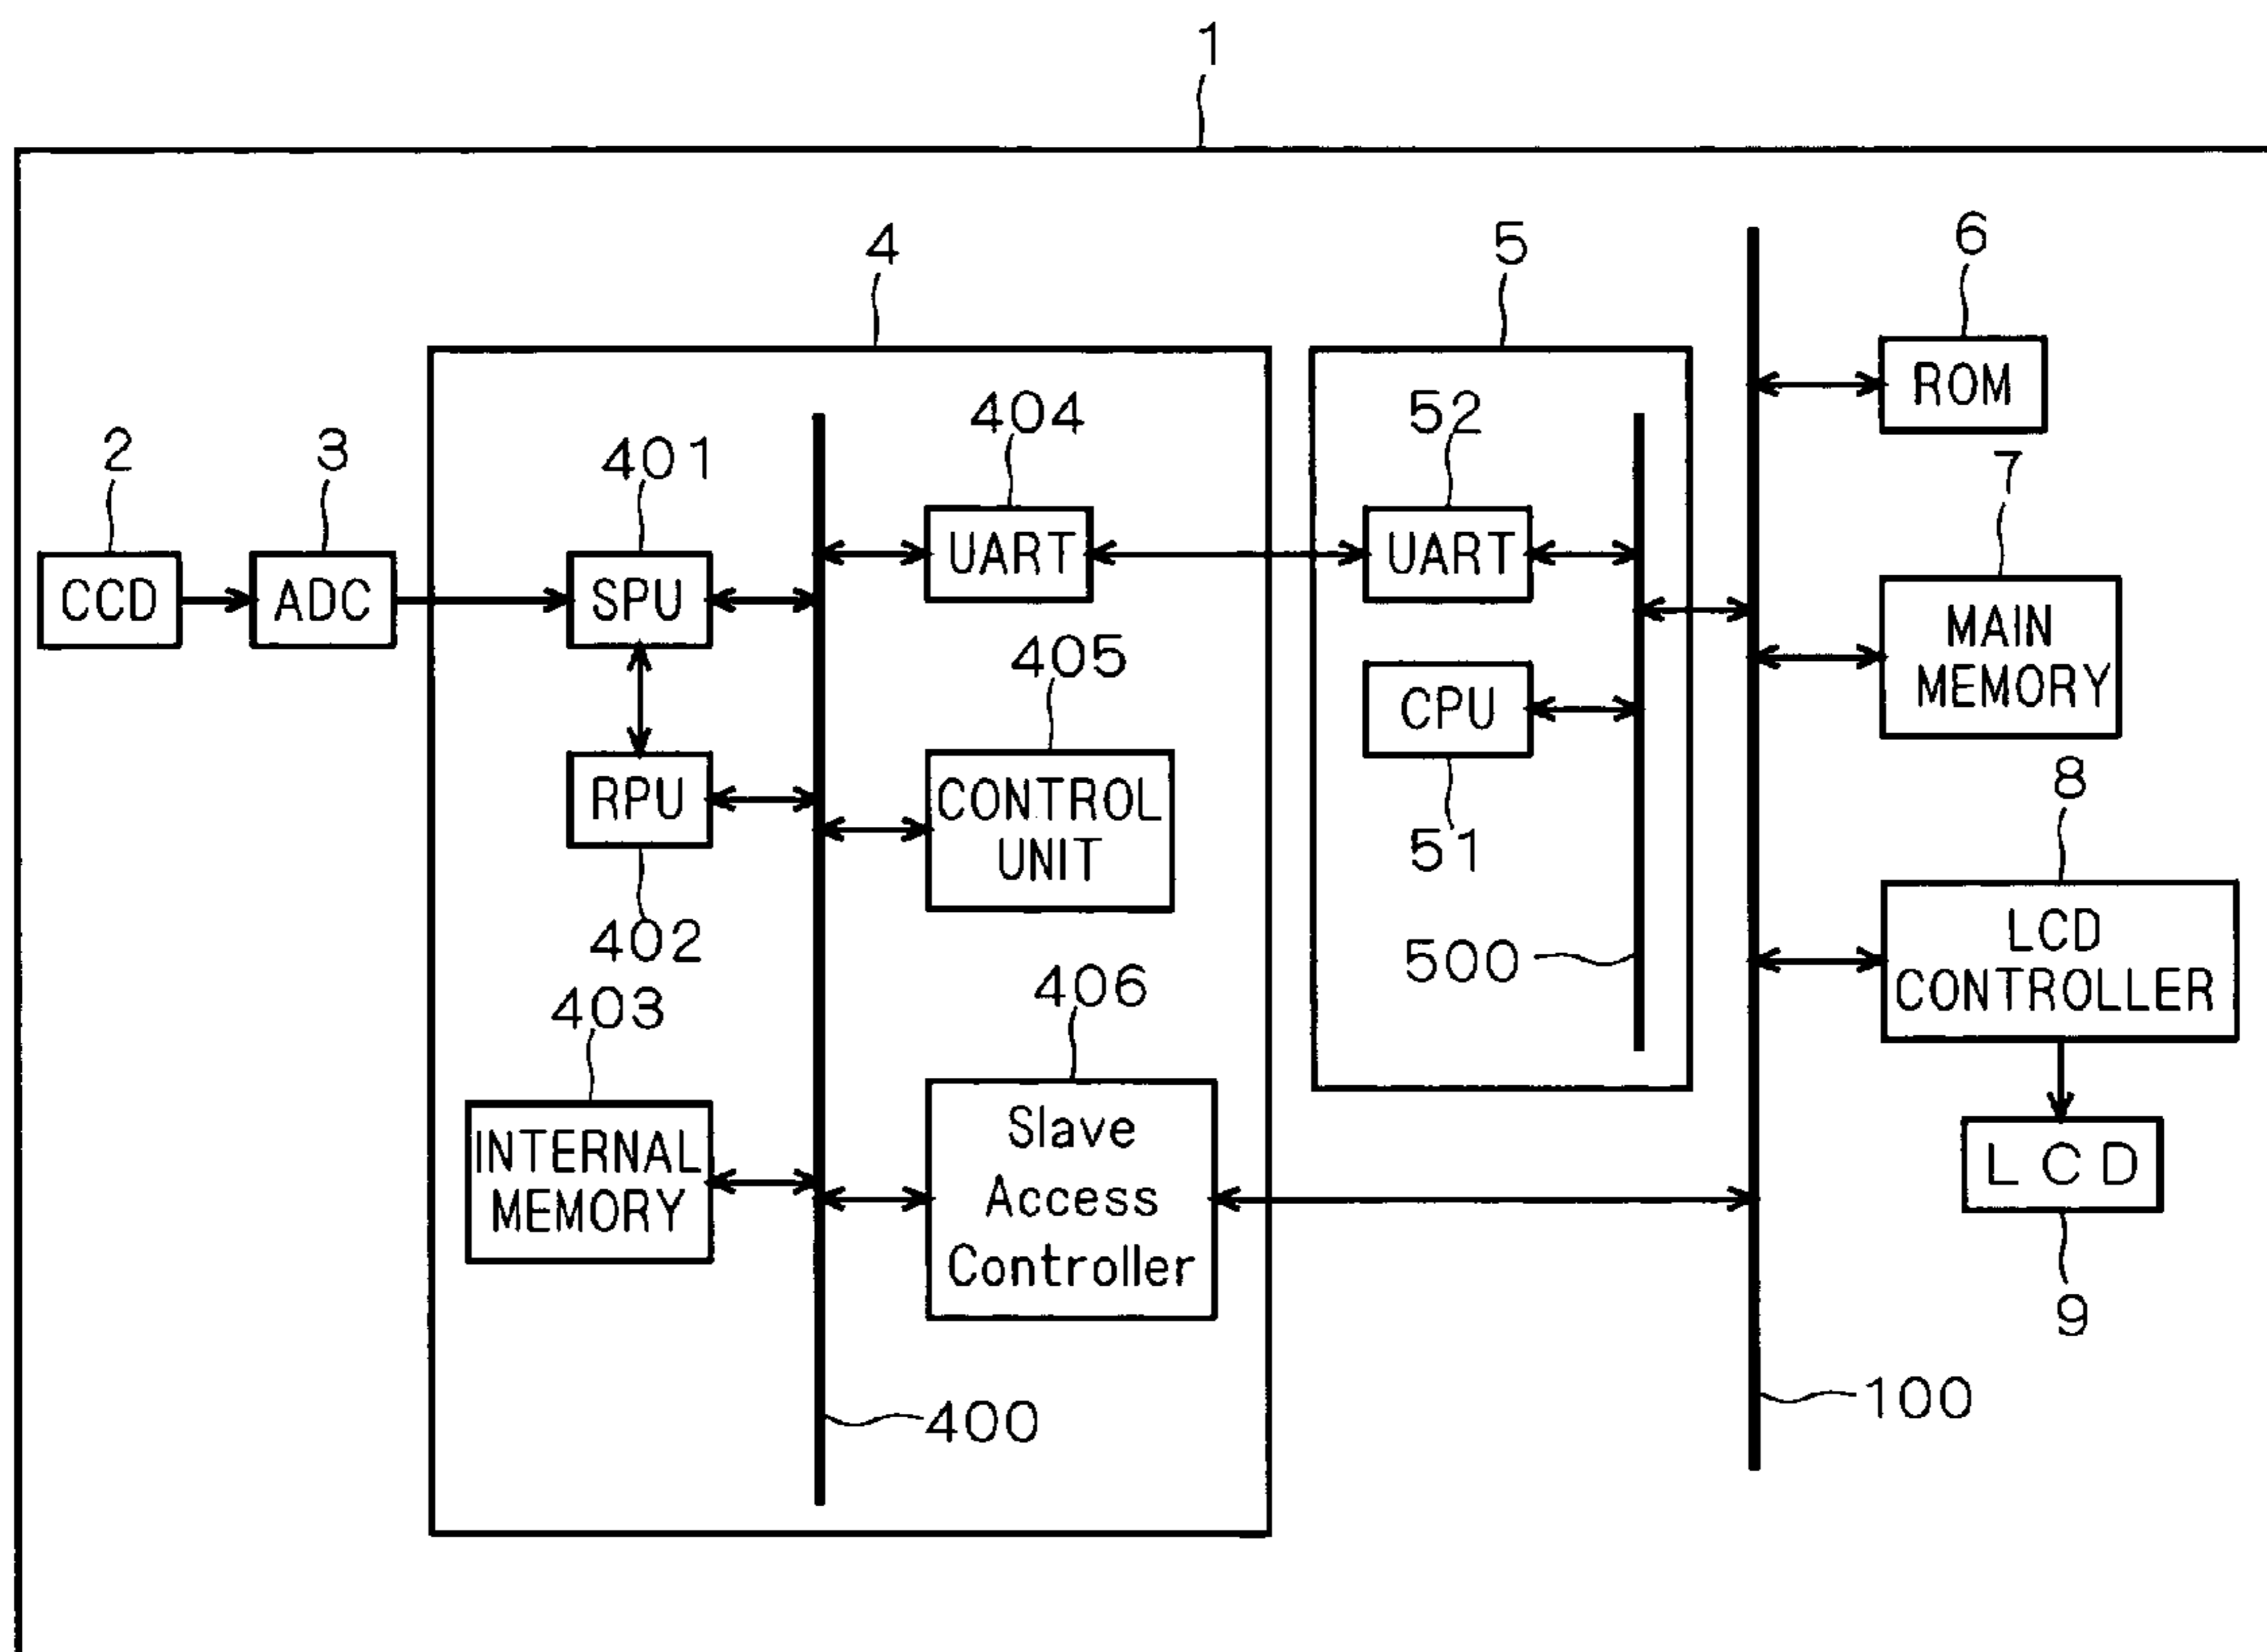 1
4
5
6
ROM
2
3
401
404
52
7
CCD
ADC
SPU
UART
UART
MAIN
MEMORY
405
CPU
51
RPU
CONTROL
UNIT
8
402
500
LCD
CONTROLLER
403
406
INTERNAL
MEMORY
Slave
Access
Controller
LCD
9
400
100